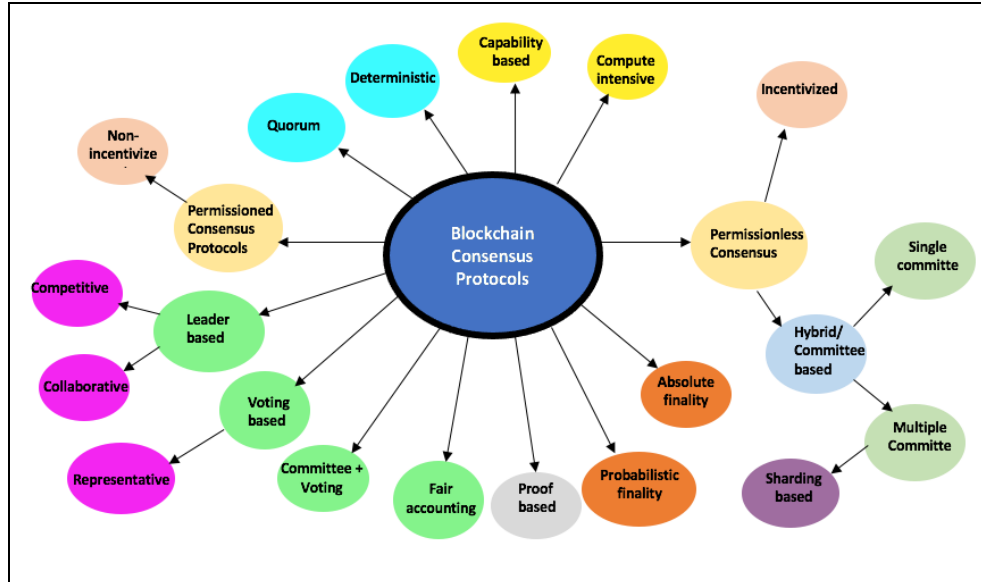 Capability
based
Compute
intensive
Deterministic
Incentivized
Quorum
Non-
incentivize
.
Permissioned
Consensus
Protocols
Blockchain
Consensus
Protocols
Permissionless
Consensus
Single
committe
Competitive
Leader
based
Hybrid/
Committee
based
Collaborative
Voting
based
Absolute
finality
Multiple
Committe
Representative
Committee +
Voting
Fair
accounting
Proof
based
Probabilistic
finality
Sharding
based